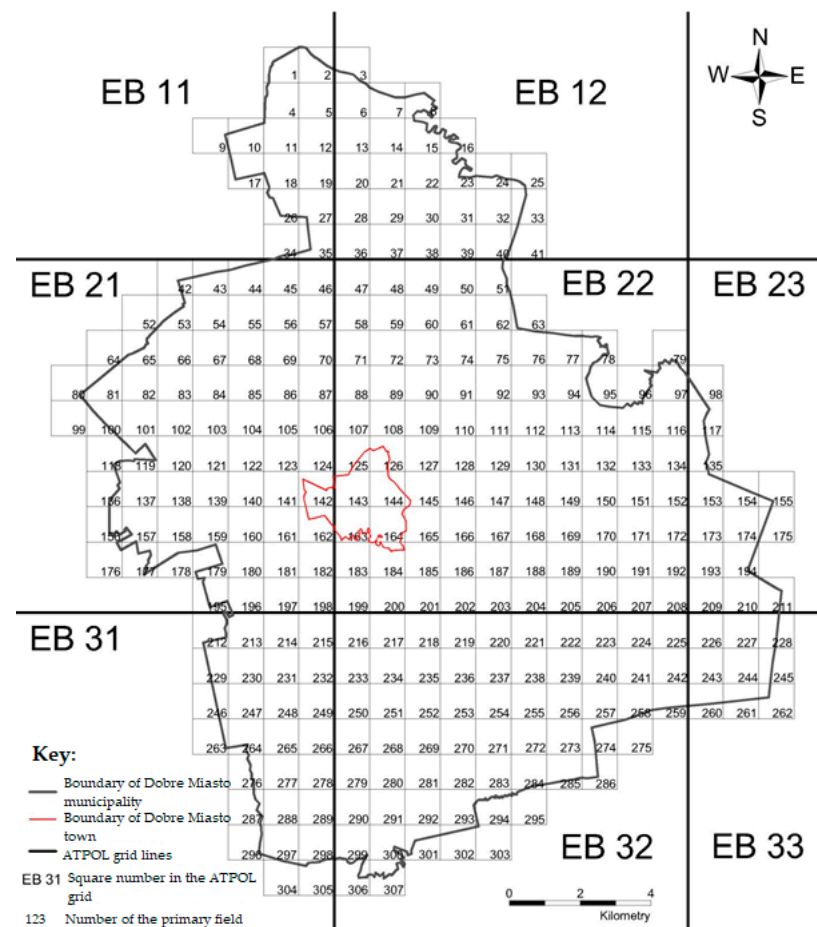 N
W E
S
EB 11
EB 12
1 2 3
4 5 6 7 8
9 10 11 12 13 14 15 16
17 18 19 20 21 22 23 24 25
26 27 28 29 30 31 32 33
34 35 36 37 38 39 40 41
EB 21
EB 22
EB 23
42 43 44 45 46 47 48 49 50 51
52 53 54 55 56 57 58 59 60 61 62 63
64 65 66 67 68 69 70 71 72 73 74 75 76 77 78 79
80 81 82 83 84 85 86 87 88 89 90 91 92 93 94 95 96 97 98
99 100 101 102 103 104 105 106 107 108 109 110 111 112 113 114 115 116 117
118 119 120 121 122 123 124 125 126 127 128 129 130 131 132 133 134 135
136 137 138 139 140 141 142 143 144 145 146 147 148 149 150 151 152 153 154 155
156 157 158 159 160 161 162 163 164 165 166 167 168 169 170 171 172 173 174 175
176 177 178 179 180 181 182 183 184 185 186 187 188 189 190 191 192 193 194
195 196 197 198 199 200 201 202 203 204 205 206 207 208 209 210 211
EB 31
212 213 214 215 216 217 218 219 220 221 222 223 224 225 226 227 228
229 230 231 232 233 234 235 236 237 238 239 240 241 242 243 244 245
246 247 248 249 250 251 252 253 254 255 256 257 258 259 260 261 262
263 264 265 266 267 268 269 270 271 272 273 274 275
276 277 278 279 280 281 282 283 284 285 286
287 288 289 290 291 292 293 294 295
296 297 298 299 300 301 302 303
304 305 306 307
EB 32
EB 33
Key:
Boundary of Dobre Miasto
municipality
Boundary of Dobre Miasto
town
ATPOL grid lines
EB 31 Square number in the ATPOL
grid
123 Number of the primary field
0 2 4
Kilometry